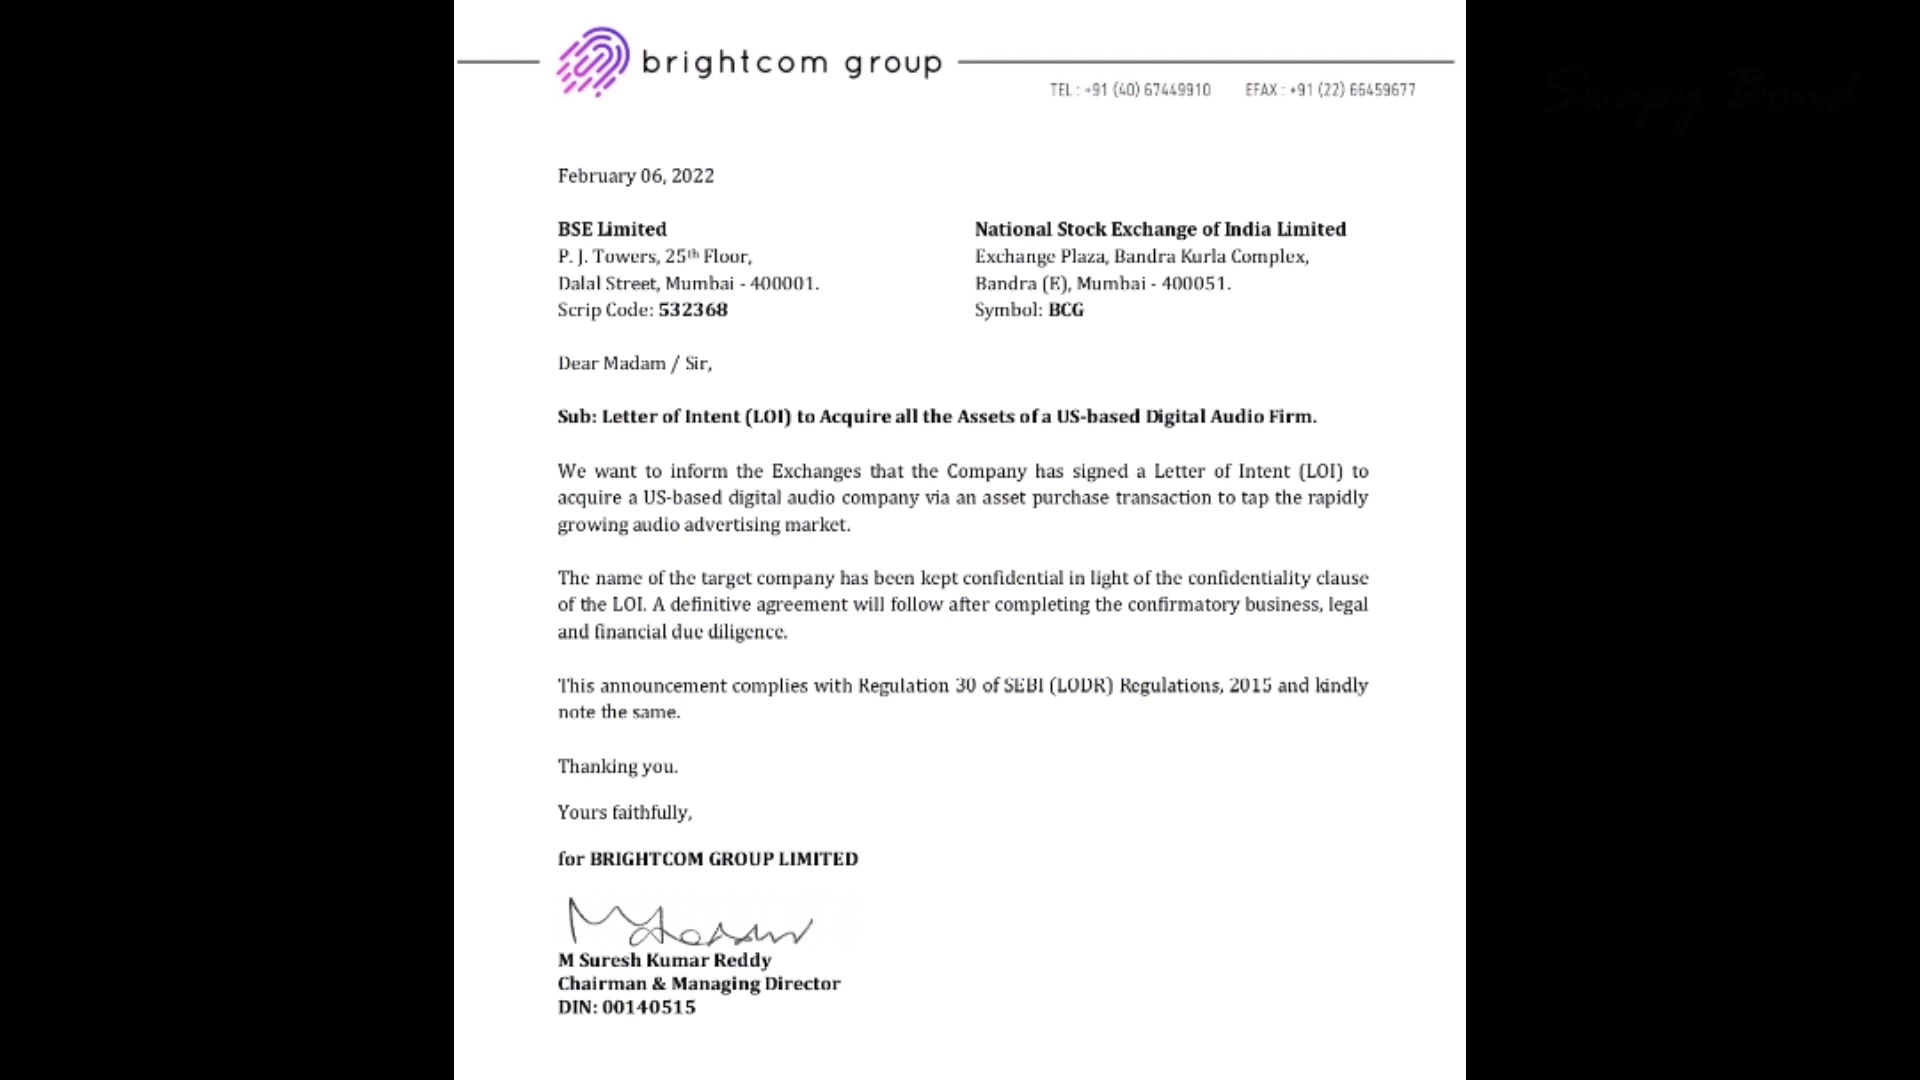 brightcom group
TEL : +91 (40) 67449910 EFAX : +91 (22) 66459677
Swapy Bond
February 06, 2022
BSE Limited
P. J. Towers, 25th Floor,
Dalal Street, Mumbai - 400001.
Scrip Code: 532368
National Stock Exchange of India Limited
Exchange Plaza, Bandra Kurla Complex,
Bandra (E), Mumbai - 400051.
Symbol: BCG
Dear Madam / Sir,
Sub: Letter of Intent (LOI) to Acquire all the Assets of a US-based Digital Audio Firm.
We want to inform the Exchanges that the Company has signed a Letter of Intent (LOI) to
acquire a US-based digital audio company via an asset purchase transaction to tap the rapidly
growing audio advertising market.
The name of the target company has been kept confidential in light of the confidentiality clause
of the LOI. A definitive agreement will follow after completing the confirmatory business, legal
and financial due diligence.
This announcement complies with Regulation 30 of SEBI (LODR) Regulations, 2015 and kindly
note the same.
Thanking you.
Yours faithfully,
for BRIGHTCOM GROUP LIMITED
M Suresh Kumar Reddy
Chairman & Managing Director
DIN: 00140515